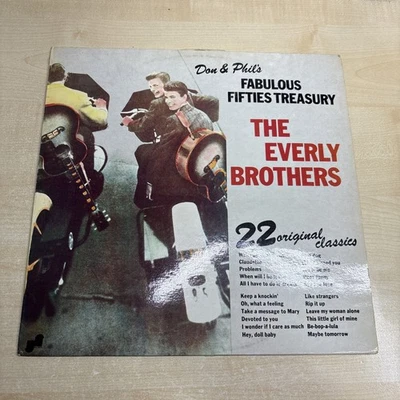 Don & Phil's
FABULOUS
FIFTIES TREASURY
THE
EVERLY
BROTHERS
22 original
classics
Problems
When will I be
All I have to do
Keep a knockin'
Oh, what a feeling
Take a message to Mary
Devoted to you
I wonder if I care as much
Hey, doll baby
Like strangers
Rip it up
Leave my woman alone
This little girl of mine
Be-bop-a-lula
Maybe tomorrow